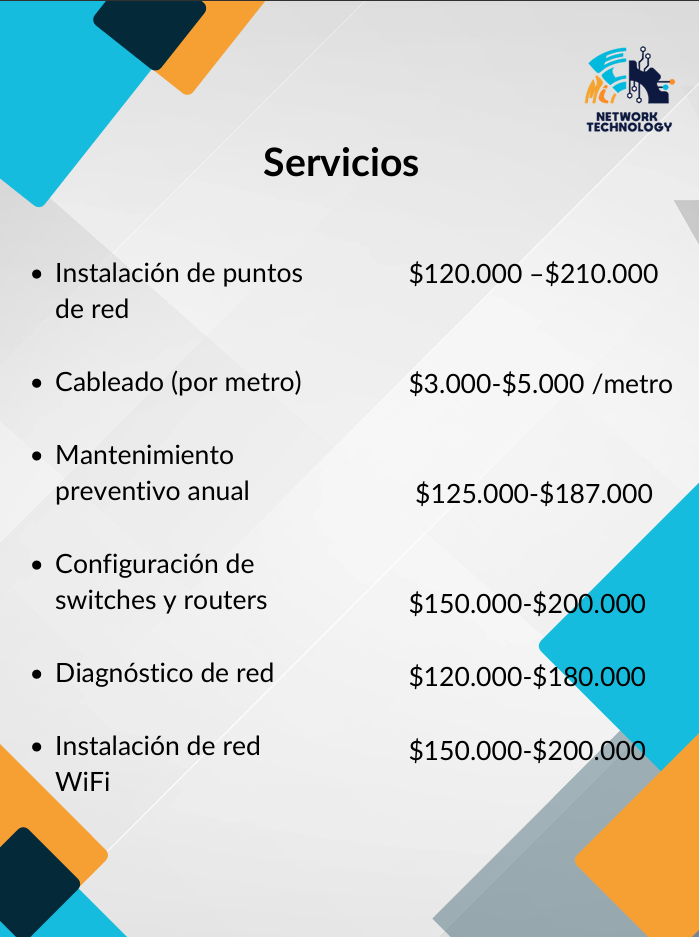 NETWORK
TECHNOLOGY
Servicios
• Instalación de puntos $120.000 –$210.000
de red
• Cableado (por metro) $3.000-$5.000 /metro
• Mantenimiento
preventivo anual $125.000-$187.000
• Configuración de
switches y routers $150.000-$200.000
• Diagnóstico de red $120.000-$180.000
• Instalación de red $150.000-$200.000
WiFi